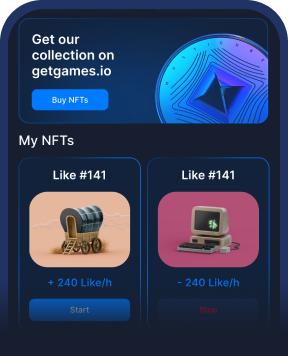 Get our
collection on
getgames.io
Buy NFTs
My NFTs
Like #141
Like #141
+ 240 Like/h
- 240 Like/h
Start
Stop